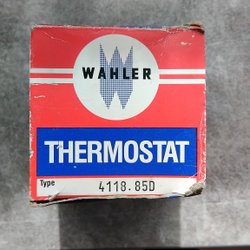 WAHLER
THERMOSTAT
Type 4118.85D